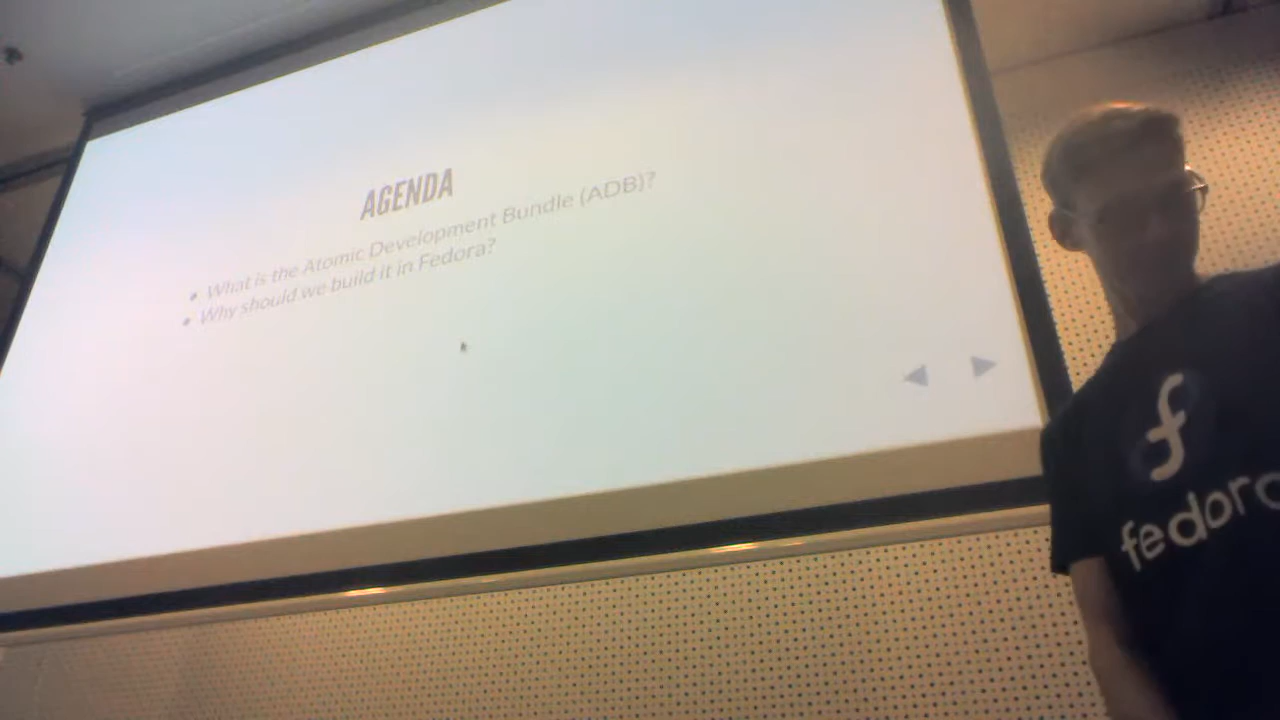 AGENDA
What is the Atomic Development Bundle (ADB)?
Why should we build it in Fedora?
f
fedora